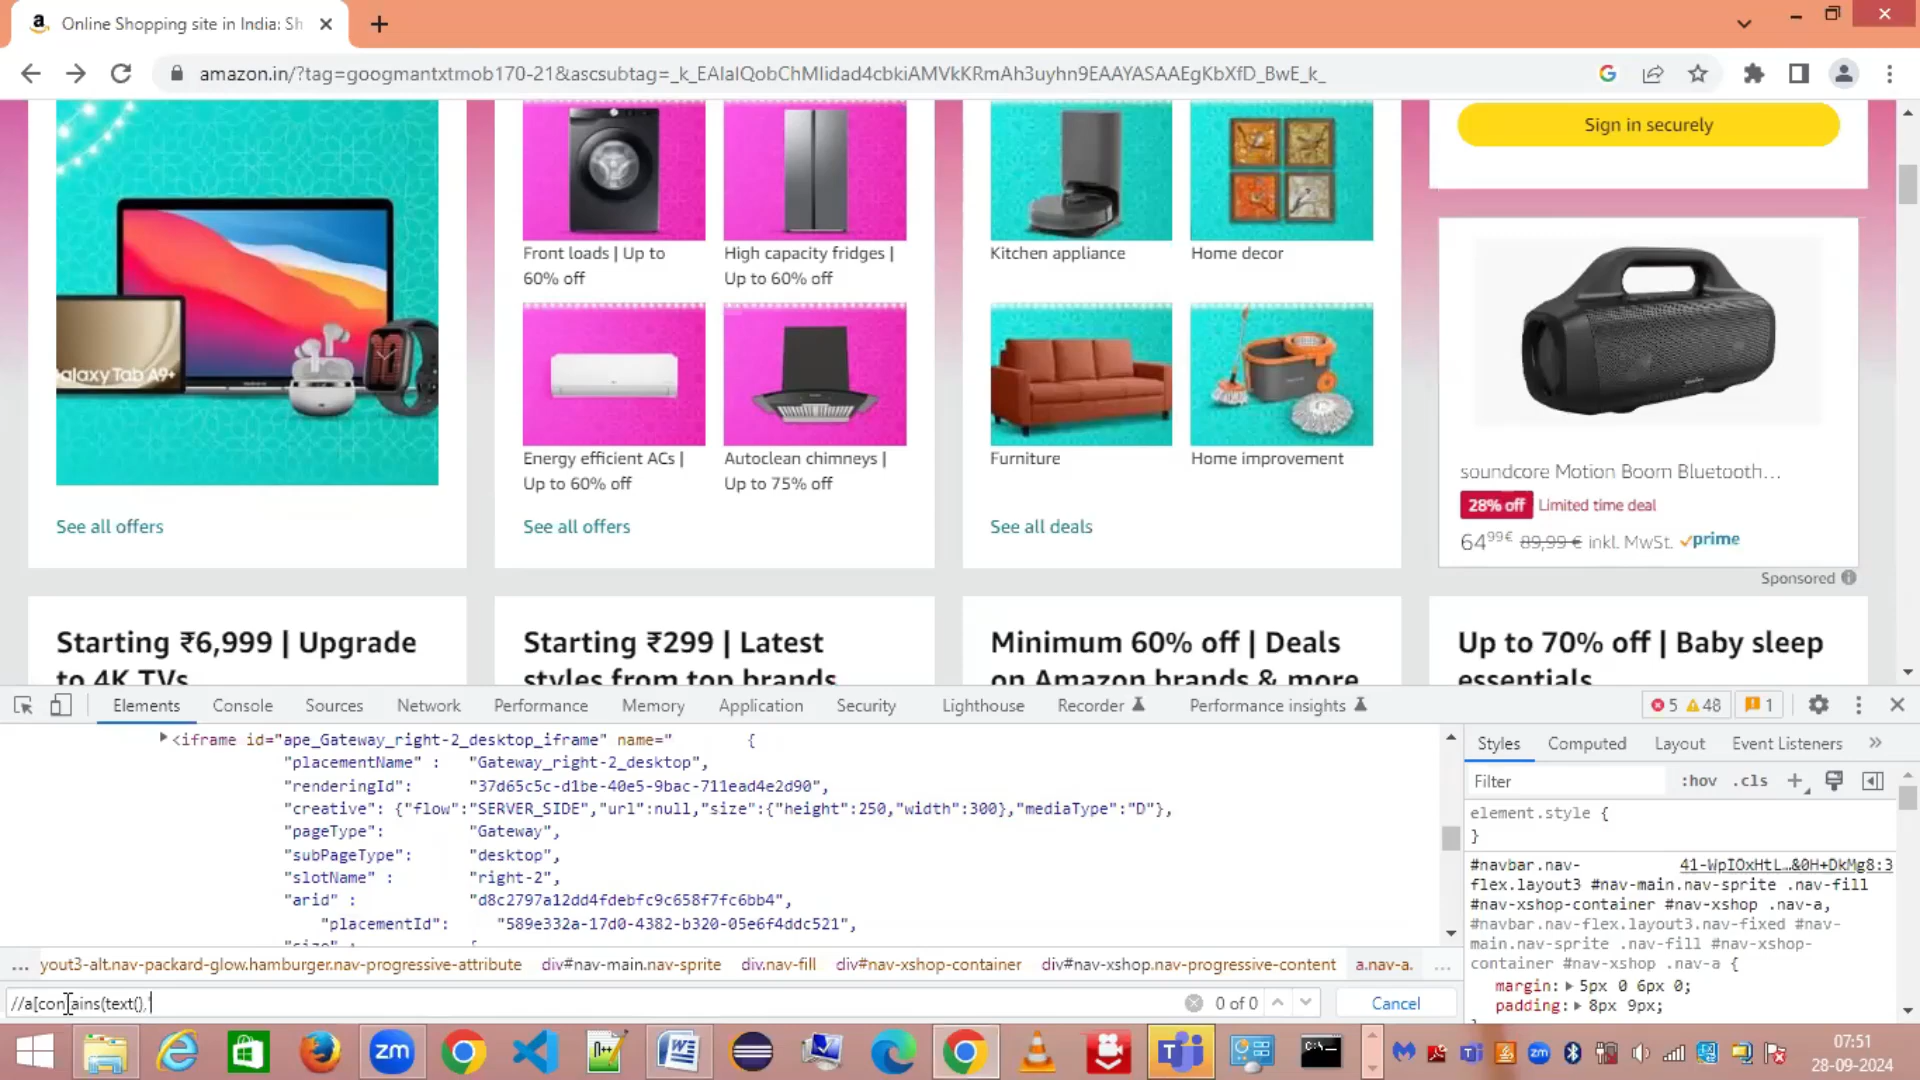 Online Shopping site in India: Sh
amazon.in/?tag=googmantxtmob170-21&ascsubtag=_k_EAIaIQobChMIidad4cbkiAMVkKRmAh3uyhn9EAAYASAAEgKbXfD_BwE_k_
alaxy Tab A9+
See all offers
Front loads | Up to
60% off
High capacity fridges |
Up to 60% off
Energy efficient ACs |
Up to 60% off
Autoclean chimneys |
Up to 75% off
See all offers
Kitchen appliance
Home decor
Furniture
Home improvement
See all deals
Sign in securely
soundcore Motion Boom Bluetooth…
28% off Limited time deal
64,99€ 89,99 € inkl. MwSt. prime
Sponsored
Starting ₹6,999 | Upgrade
to 4K TVs
Starting ₹299 | Latest
styles from top brands
Minimum 60% off | Deals
on Amazon brands & more
Up to 70% off | Baby sleep
essentials
Elements Console Sources Network Performance Memory Application Security Lighthouse Recorder Performance insights 5 48 1
<iframe id="ape_Gateway_right-2_desktop_iframe" name=" {
"placementName" : "Gateway_right-2_desktop",
"renderingId": "37d65c5c-d1be-40e5-9bac-711ead4e2d90",
"creative": {"flow":"SERVER_SIDE","url":null,"size":{"height":250,"width":300},"mediaType":"D"},
"pageType": "Gateway",
"subPageType": "desktop",
"slotName" : "right-2",
"arid" : "d8c2797a12dd4fdebfc9c658f7fc6bb4",
"placementId": "589e332a-17d0-4382-b320-05e6f4ddc521",
"size" : {
... yout3-alt.nav-packard-glow.hamburger.nav-progressive-attribute div#nav-main.nav-sprite div.nav-fill div#nav-xshop-container div#nav-xshop.nav-progressive-content a.nav-a. ...
//a[contains(text(),'
0 of 0 Cancel
Styles Computed Layout Event Listeners »
Filter :hov .cls +
element.style {
}
#navbar.nav- 41-WpIOxHtL…&0H+DkMg8:3
flex.layout3 #nav-main.nav-sprite .nav-fill
#nav-xshop-container #nav-xshop .nav-a,
#navbar.nav-flex.layout3.nav-fixed #nav-
main.nav-sprite .nav-fill #nav-xshop-
container #nav-xshop .nav-a {
margin: 5px 0 6px 0;
padding: 8px 9px;
07:51
28-09-2024